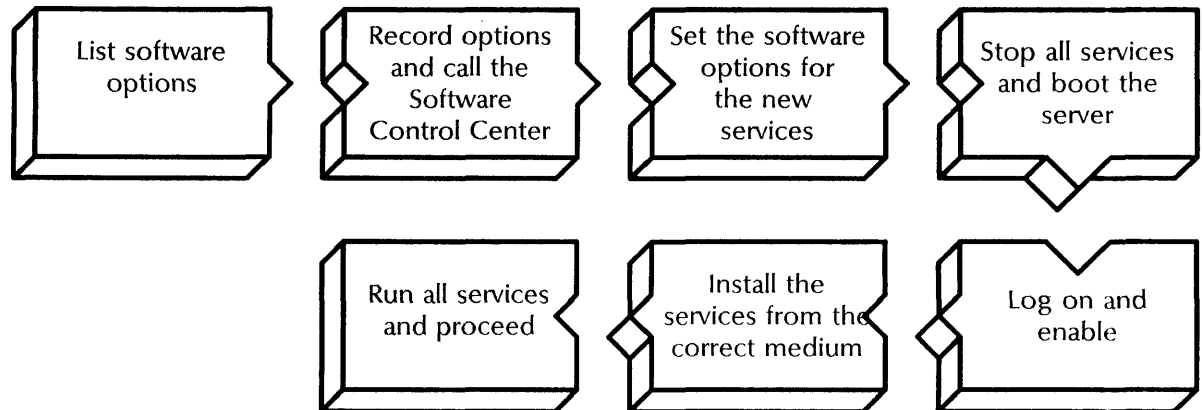 List software
options
Record options
and call the
Software
Control Center
Set the software
options for
the new
services
Stop all services
and boot the
server
Log on and
enable
Install the
services from the
correct medium
Run all services
and proceed